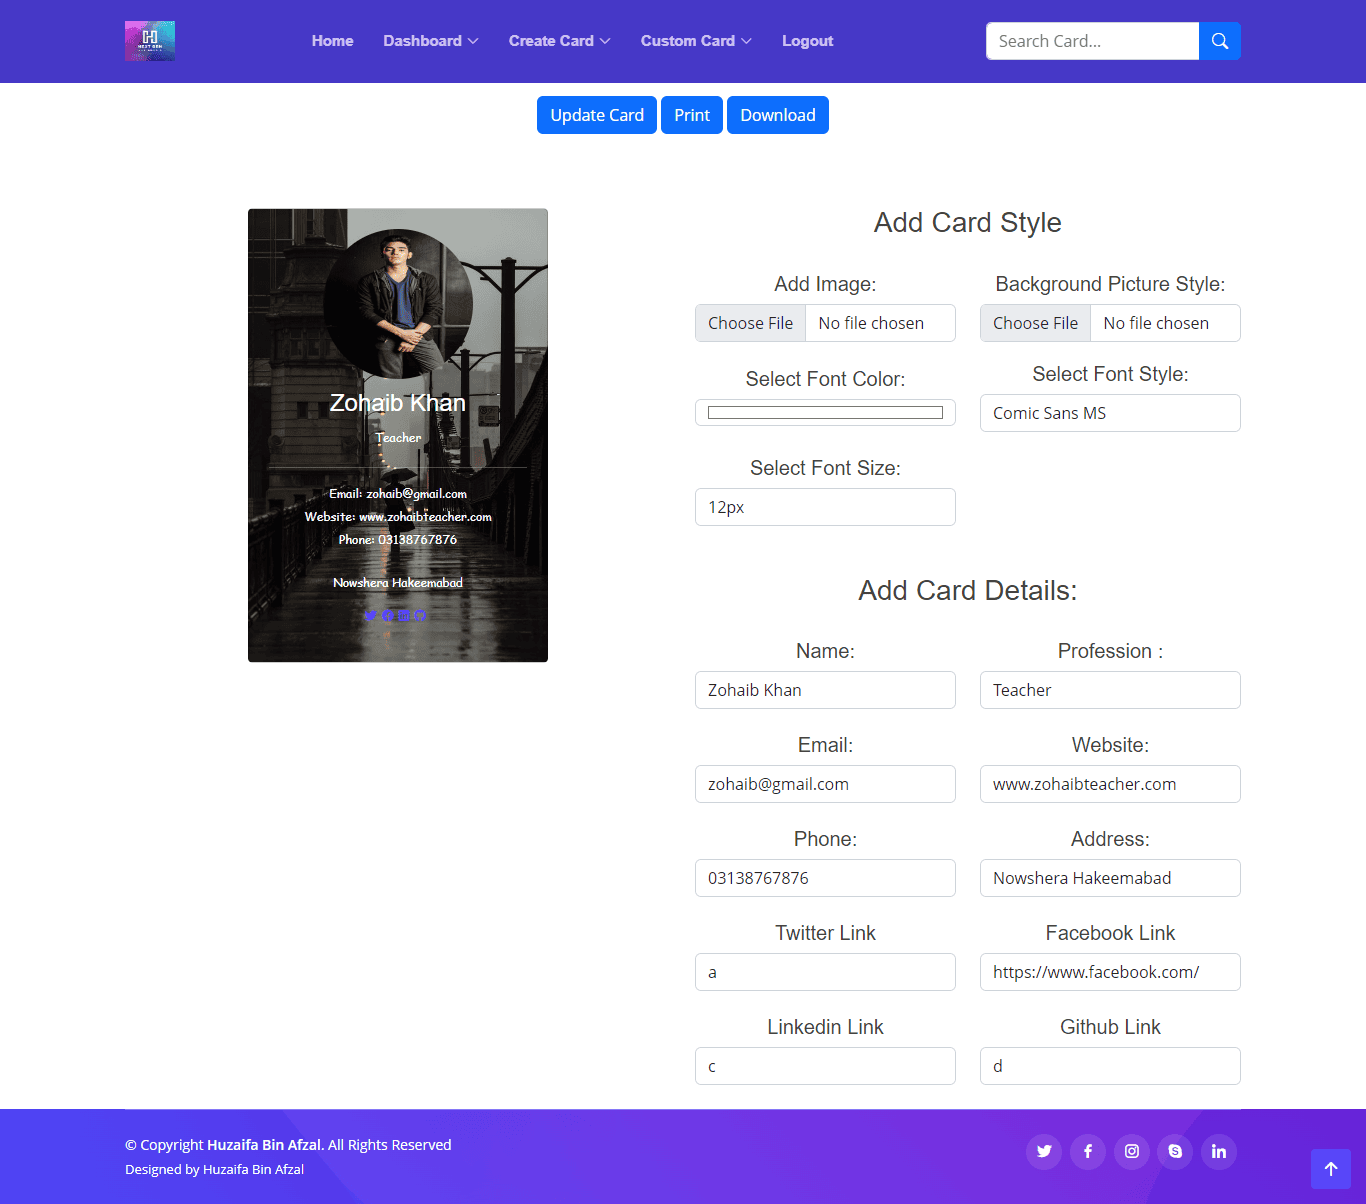 H
NEXT GEN
Home
Dashboard
Create Card
Custom Card
Logout
Search Card...
Update Card
Print
Download
Zohaib Khan
Teacher
Email: zohaib@gmail.com
Website: www.zohaibteacher.com
Phone: 03138767876
Nowshera Hakeemabad
Add Card Style
Add Image:
Background Picture Style:
Choose File
No file chosen
Choose File
No file chosen
Select Font Color:
Select Font Style:
Comic Sans MS
Select Font Size:
12px
Add Card Details:
Name:
Profession :
Zohaib Khan
Teacher
Email:
Website:
zohaib@gmail.com
www.zohaibteacher.com
Phone:
Address:
03138767876
Nowshera Hakeemabad
Twitter Link
Facebook Link
a
https://www.facebook.com/
Linkedin Link
Github Link
c
d
© Copyright Huzaifa Bin Afzal. All Rights Reserved
Designed by Huzaifa Bin Afzal